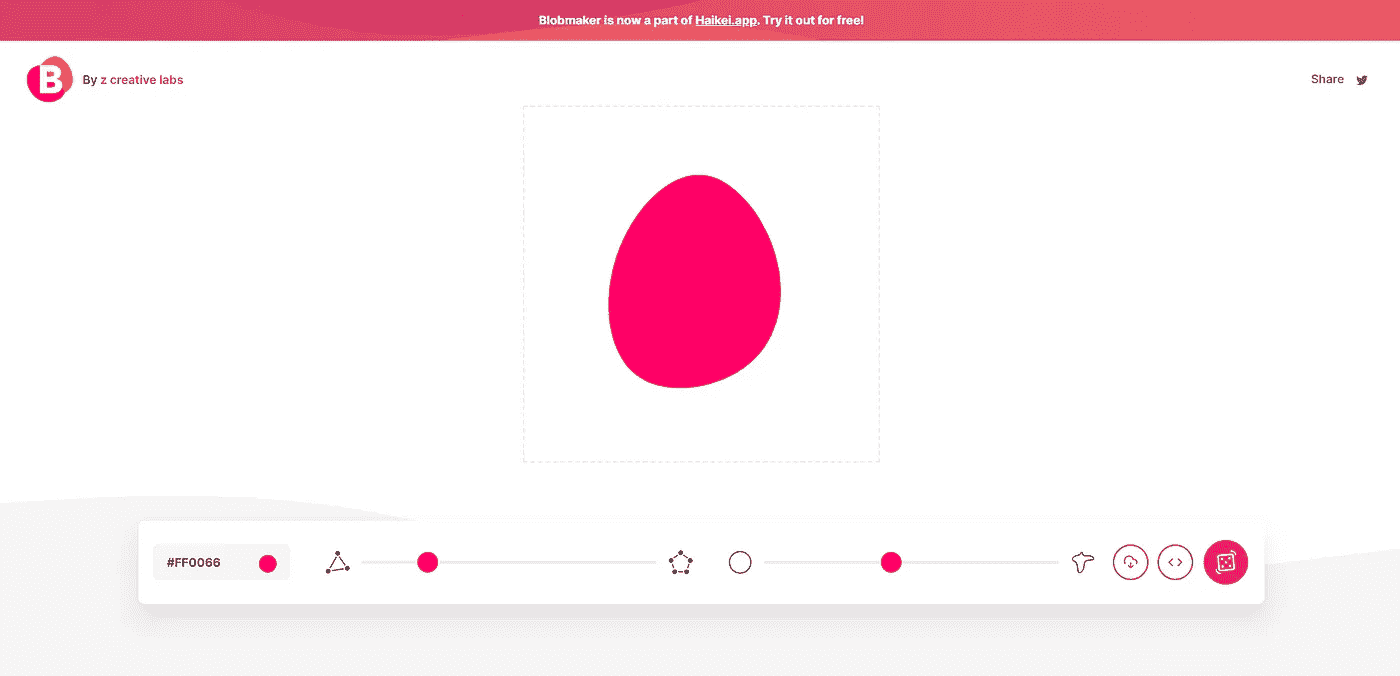 Blobmaker is now a part of Haikei.app. Try it out for free!
B By z creative labs
Share
#FF0066